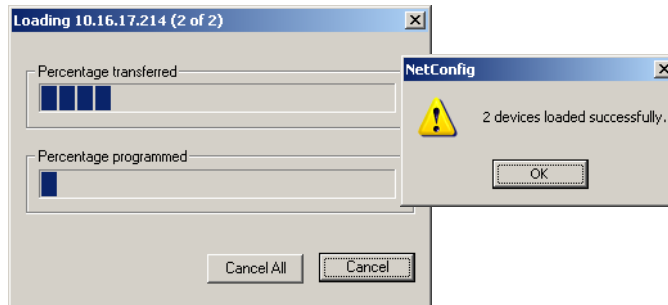 Loading 10.16.17.214 (2 of 2)
Percentage transferred
Percentage programmed
Cancel All
Cancel
NetConfig
2 devices loaded successfully.
OK